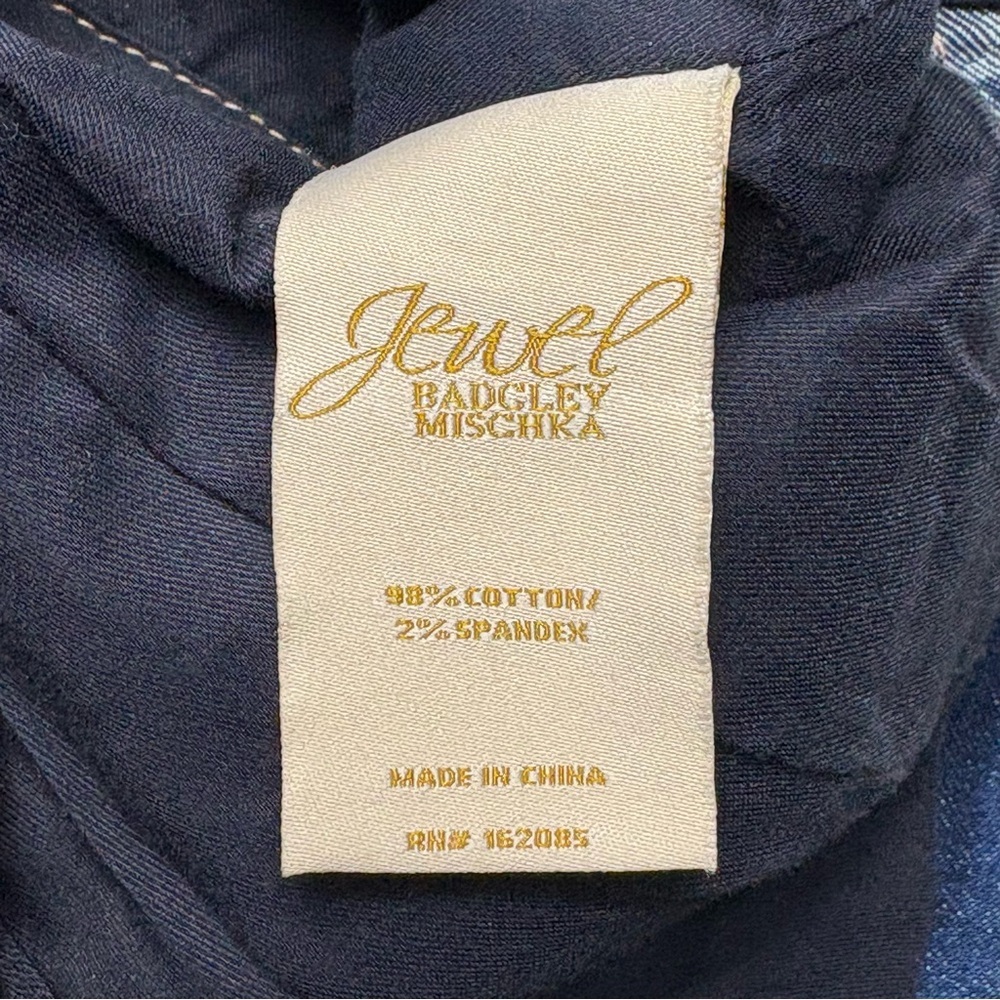 Jewel
BADGLEY
MISCHKA
98% COTTON/
2% SPANDEX
MADE IN CHINA
RN# 162085